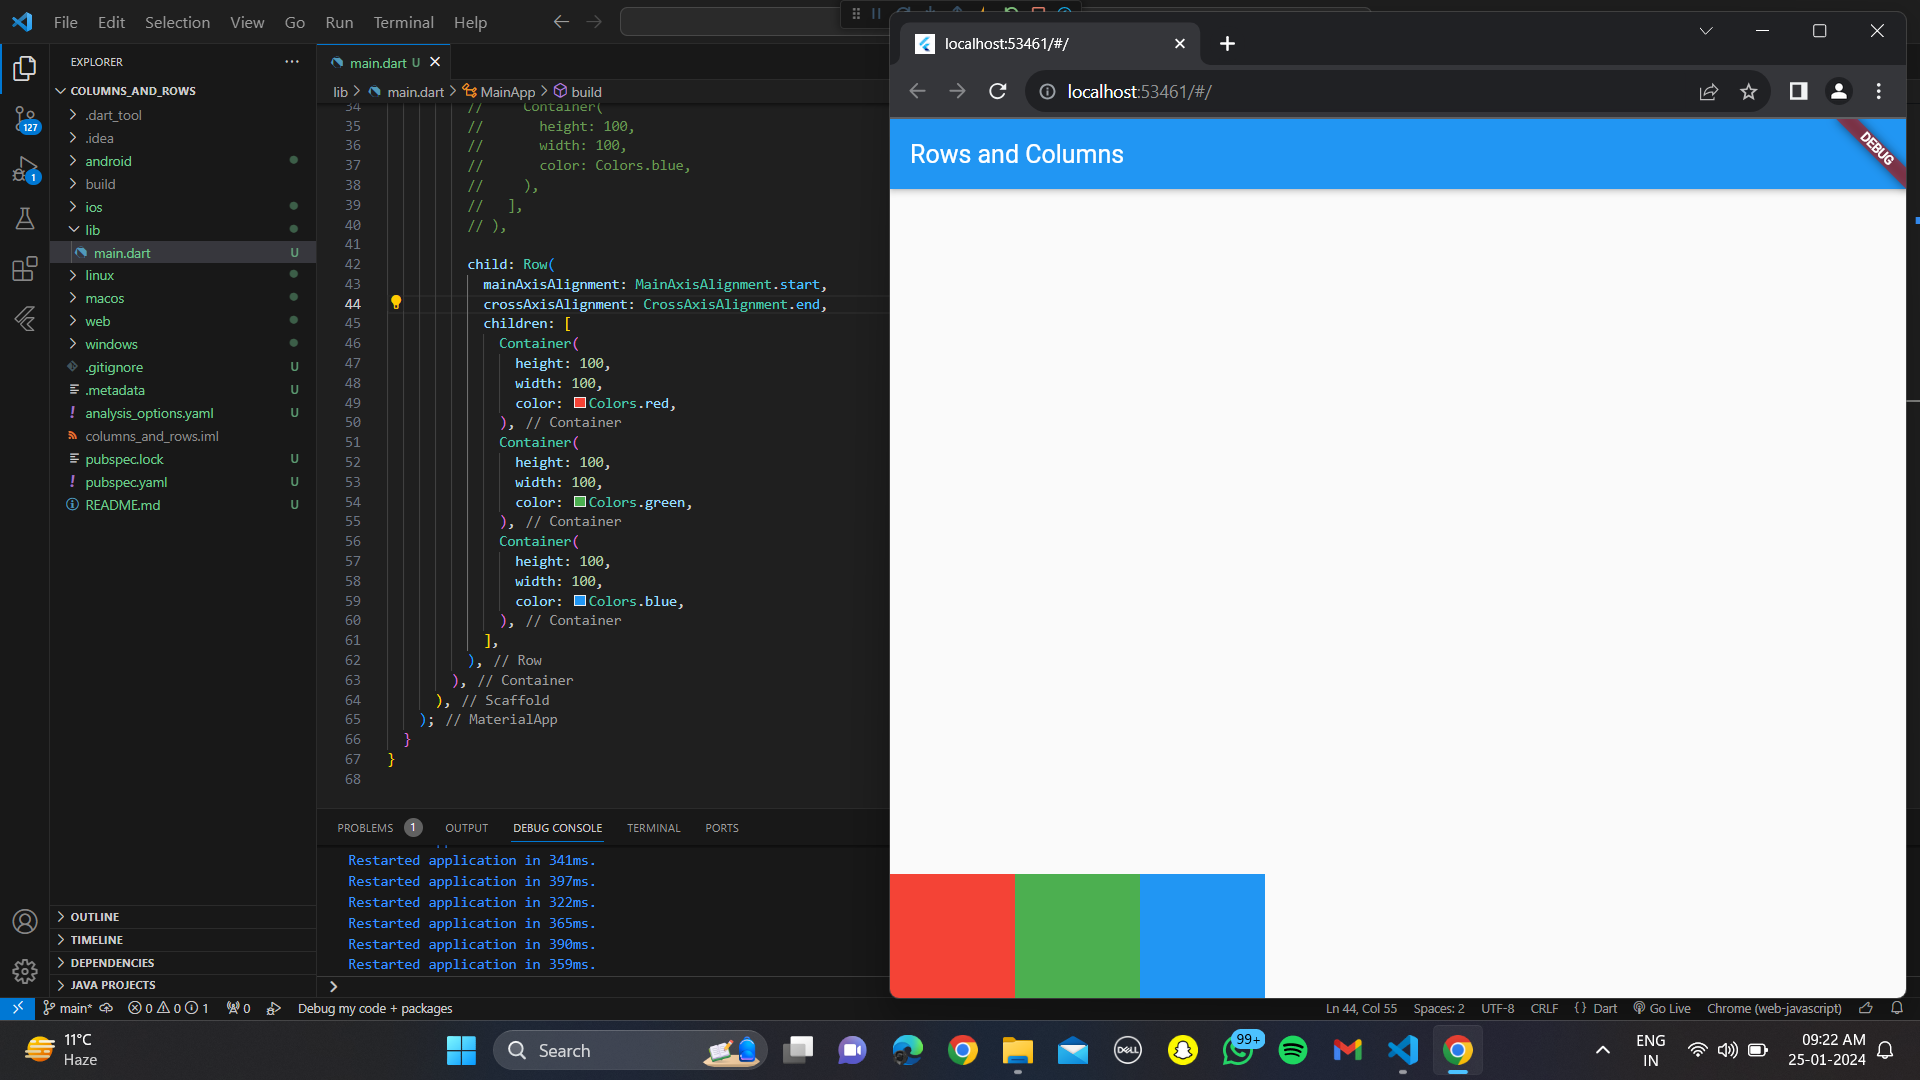 File Edit Selection View Go Run Terminal Help
localhost:53461/#/
EXPLORER
main.dart U
COLUMNS_AND_ROWS
lib > main.dart > MainApp > build
localhost:53461/#/
.dart_tool
.idea
android
build
ios
lib
main.dart U
linux
macos
web
windows
.gitignore U
.metadata U
analysis_options.yaml U
columns_and_rows.iml
pubspec.lock U
pubspec.yaml U
README.md U
OUTLINE
TIMELINE
DEPENDENCIES
JAVA PROJECTS
127
1
34 // Container(
35 // height: 100,
36 // width: 100,
37 // color: Colors.blue,
38 // ),
39 // ],
40 // ),
41
42 child: Row(
43 mainAxisAlignment: MainAxisAlignment.start,
44 crossAxisAlignment: CrossAxisAlignment.end,
45 children: [
46 Container(
47 height: 100,
48 width: 100,
49 color: Colors.red,
50 ), // Container
51 Container(
52 height: 100,
53 width: 100,
54 color: Colors.green,
55 ), // Container
56 Container(
57 height: 100,
58 width: 100,
59 color: Colors.blue,
60 ), // Container
61 ],
62 ), // Row
63 ), // Container
64 ), // Scaffold
65 ); // MaterialApp
66 }
67 }
68
PROBLEMS 1 OUTPUT DEBUG CONSOLE TERMINAL PORTS
Restarted application in 341ms.
Restarted application in 397ms.
Restarted application in 322ms.
Restarted application in 365ms.
Restarted application in 390ms.
Restarted application in 359ms.
Rows and Columns
DEBUG
main* 0 0 1 0 Debug my code + packages Ln 44, Col 55 Spaces: 2 UTF-8 CRLF {} Dart Go Live Chrome (web-javascript)
11°C
Haze
Search
DELL
99+
ENG
IN
09:22 AM
25-01-2024